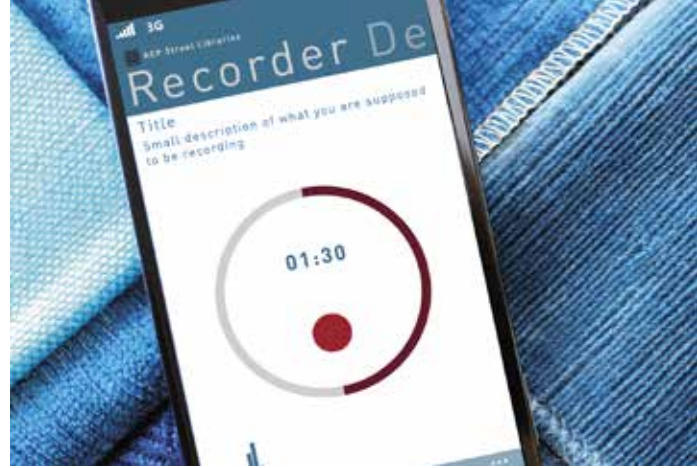 3G
ACP Street Libraries
Recorder De
Title
Small description of what you are supposed
to be recording
01:30